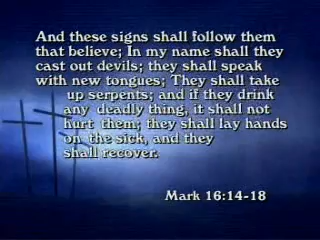 And these signs shall follow them
that believe; In my name shall they
cast out devils; they shall speak
with new tongues; They shall take
up serpents; and if they drink
any deadly thing, it shall not
hurt them; they shall lay hands
on the sick, and they
shall recover.
Mark 16:14-18